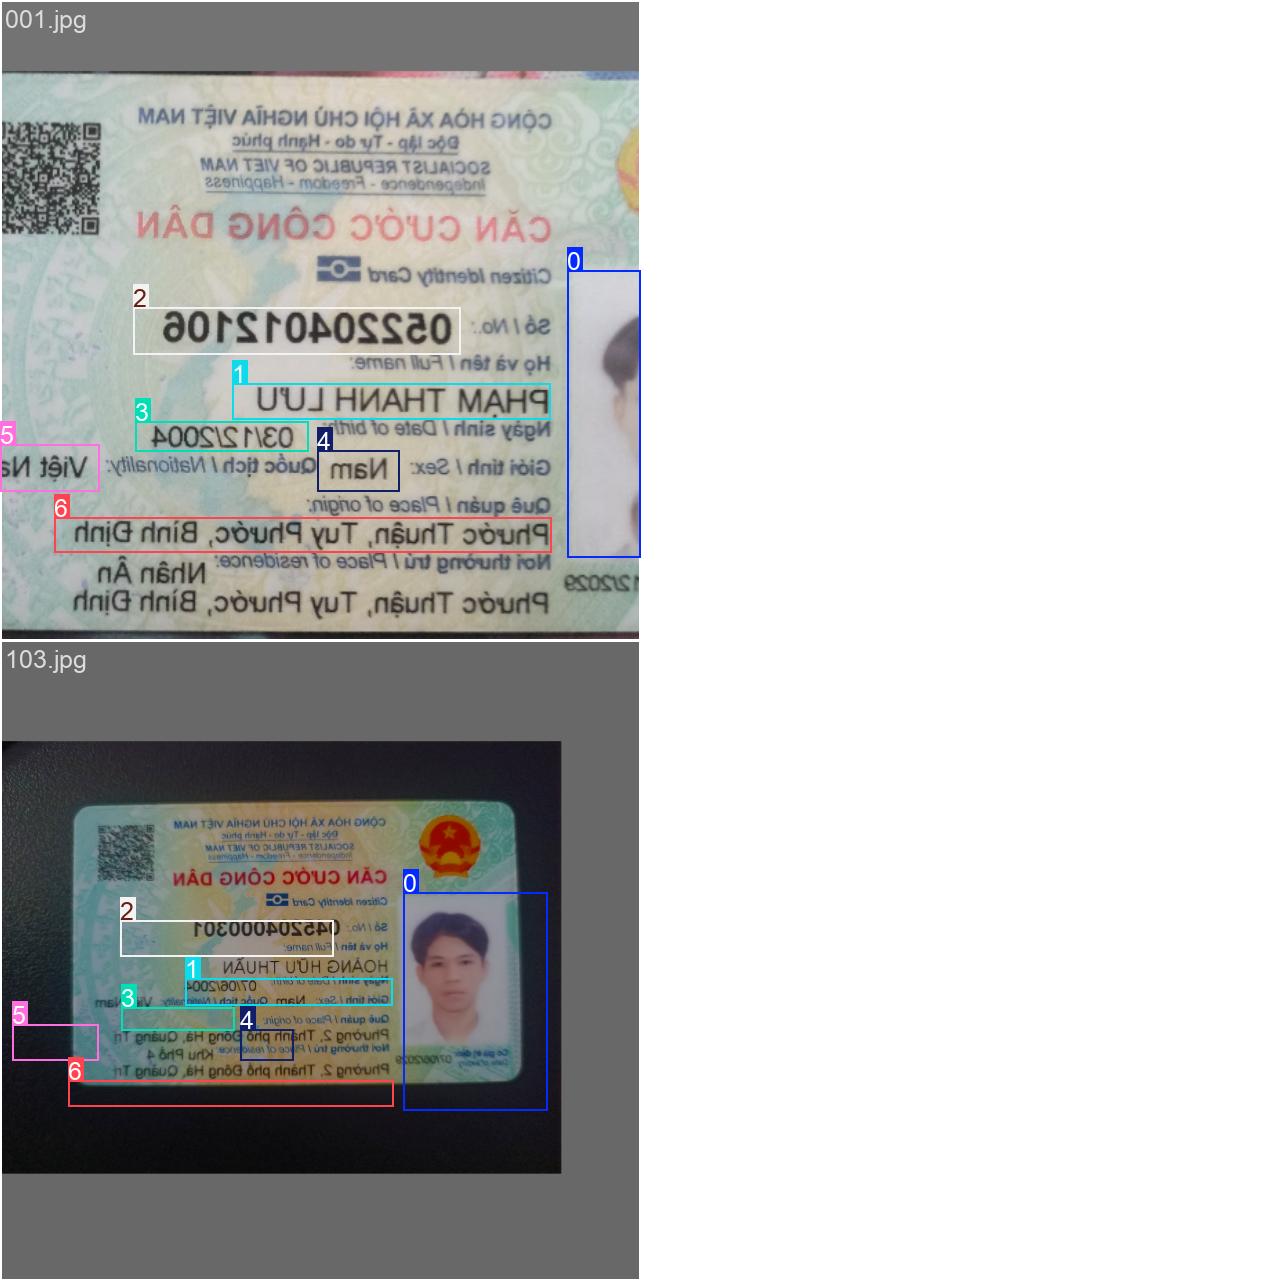 001.jpg
CỘNG HÒA XÃ HỘI CHỦ NGHĨA VIỆT NAM
Độc lập - Tự do - Hạnh phúc
SOCIALIST REPUBLIC OF VIET NAM
Independence - Freedom - Happiness
CĂN CƯỚC CÔNG DÂN
Citizen Identity Card
0
2
Số / No.: 052204012106
Họ và tên / Full name:
1
PHẠM THANH LƯU
3
Ngày sinh / Date of birth: 03/12/2004
4
5
Giới tính / Sex: Nam Quốc tịch / Nationality: Việt Na
6
Quê quán / Place of origin:
Phước Thuận, Tuy Phước, Bình Định
Nơi thường trú / Place of residence: Nhân Ân
Phước Thuận, Tuy Phước, Bình Định
12/2029
103.jpg
CỘNG HÒA XÃ HỘI CHỦ NGHĨA VIỆT NAM
Độc lập - Tự do - Hạnh phúc
SOCIALIST REPUBLIC OF VIET NAM
Independence - Freedom - Happiness
CĂN CƯỚC CÔNG DÂN
Citizen Identity Card
0
2
Số / No.: 045204000301
Họ và tên / Full name:
1
HOÀNG HỮU THUẤN
Ngày sinh / Date of birth: 07/06/2004
3
Giới tính / Sex: Nam Quốc tịch / Nationality: Việt Nam
5
4
Quê quán / Place of origin:
Phường 2, Thành phố Đông Hà, Quảng Trị
Nơi thường trú / Place of residence: Khu Phố 4
6
Phường 2, Thành phố Đông Hà, Quảng Trị
Có giá trị đến: 07/06/2029
Date of expiry